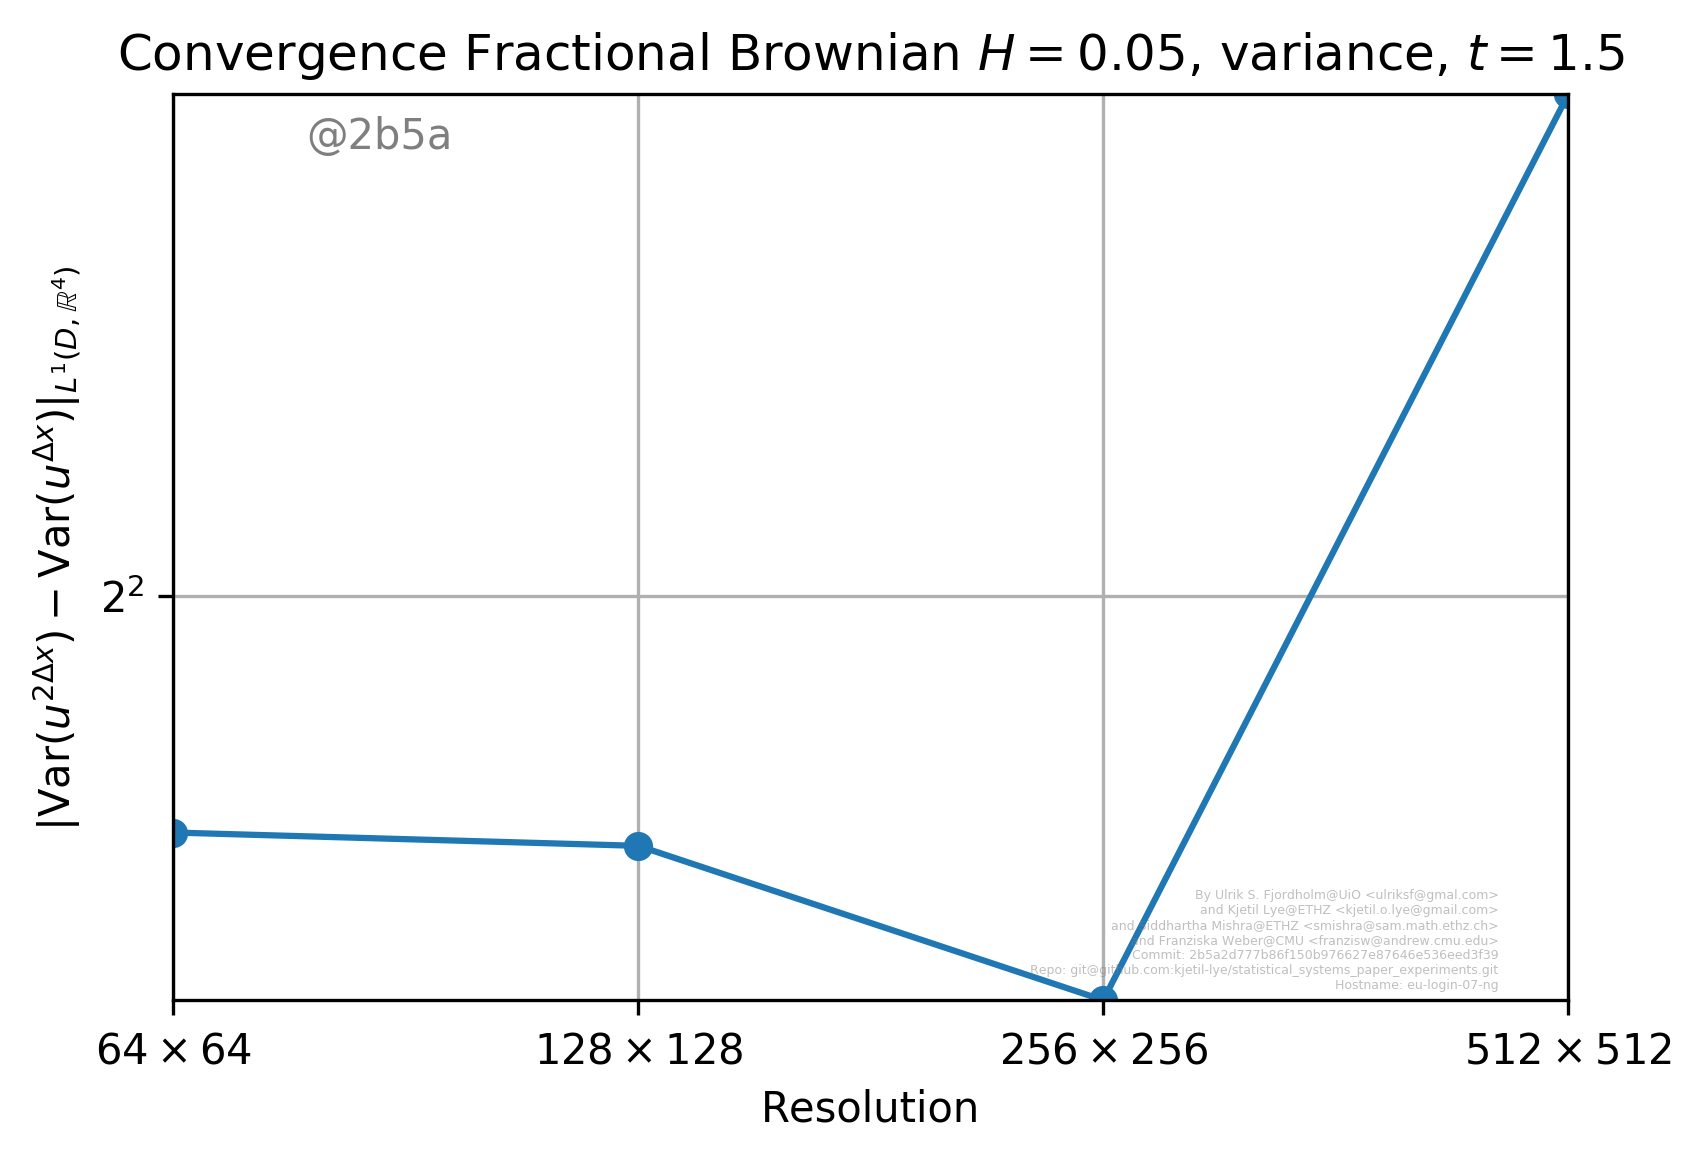 Convergence Fractional Brownian H = 0.05, variance, t = 1.5
@2b5a
|Var(u^{2Δx}) − Var(u^{Δx})|_{L^1(D, ℝ^4)}
2^2
By Ulrik S. Fjordholm@UiO <ulriksf@gmal.com>
and Kjetil Lye@ETHZ <kjetil.o.lye@gmail.com>
and Siddhartha Mishra@ETHZ <smishra@sam.math.ethz.ch>
and Franziska Weber@CMU <franzisw@andrew.cmu.edu>
Commit: 2b5a2d777b86f150b976627e87646e536eed3f39
Repo: git@github.com:kjetil-lye/statistical_systems_paper_experiments.git
Hostname: eu-login-07-ng
64 × 64 128 × 128 256 × 256 512 × 512
Resolution